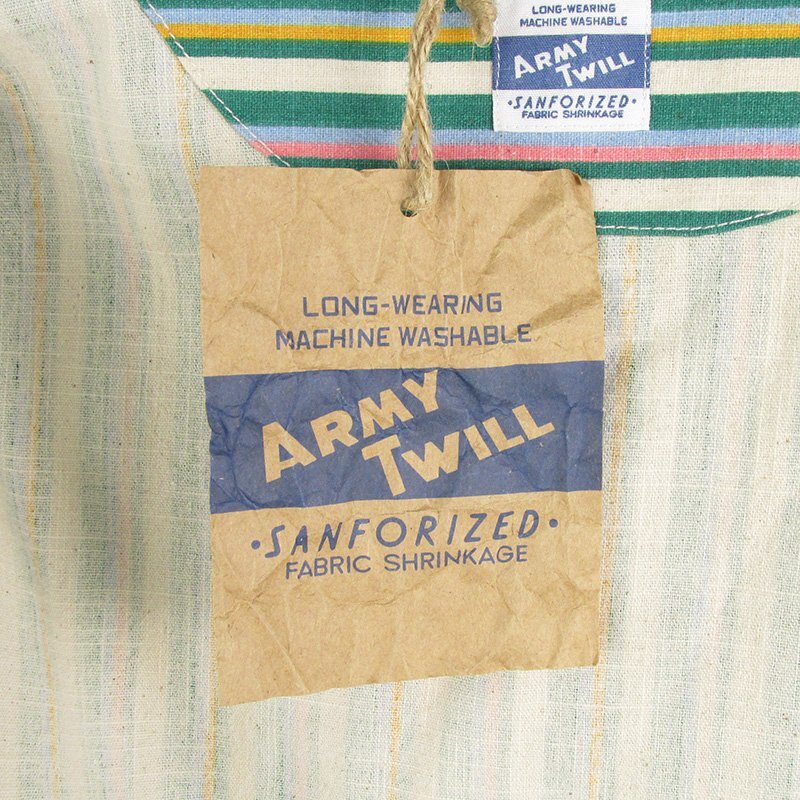 LONG-WEARING
MACHINE WASHABLE
ARMY
TWILL
•SANFORIZED•
FABRIC SHRINKAGE
LONG-WEARING
MACHINE WASHABLE
ARMY
TWILL
•SANFORIZED•
FABRIC SHRINKAGE